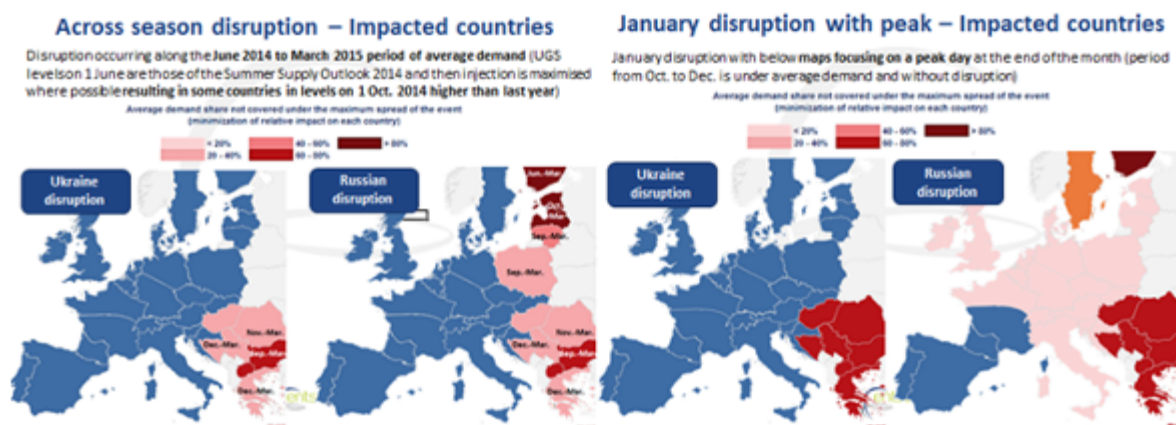 Across season disruption – Impacted countries
Disruption occurring along the June 2014 to March 2015 period of average demand (UGS
levels on 1 June are those of the Summer Supply Outlook 2014 and then injection is maximised
where possible resulting in some countries in levels on 1 Oct. 2014 higher than last year)
Average demand share not covered under the maximum spread of the event
(minimization of relative impact on each country)
< 20%
40 - 60%
> 80%
20 - 40%
60 - 80%
Ukraine
disruption
Nov.-Mar.
Dec.-Mar.
Sep.-Mar.
Dec.-Mar.
Russian
disruption
Jun.-Mar.
Oct.
Mar.
Sep.-Mar.
Sep.-Mar.
Nov.-Mar.
Dec.-Mar.
Sep.-Mar.
Dec.-Mar.
ents
January disruption with peak – Impacted countries
January disruption with below maps focusing on a peak day at the end of the month (period
from Oct. to Dec. is under average demand and without disruption)
Average demand share not covered under the maximum spread of the event
(minimization of relative impact on each country)
< 20%
40 - 60%
> 80%
20 - 40%
60 - 80%
Ukraine
disruption
Russian
disruption